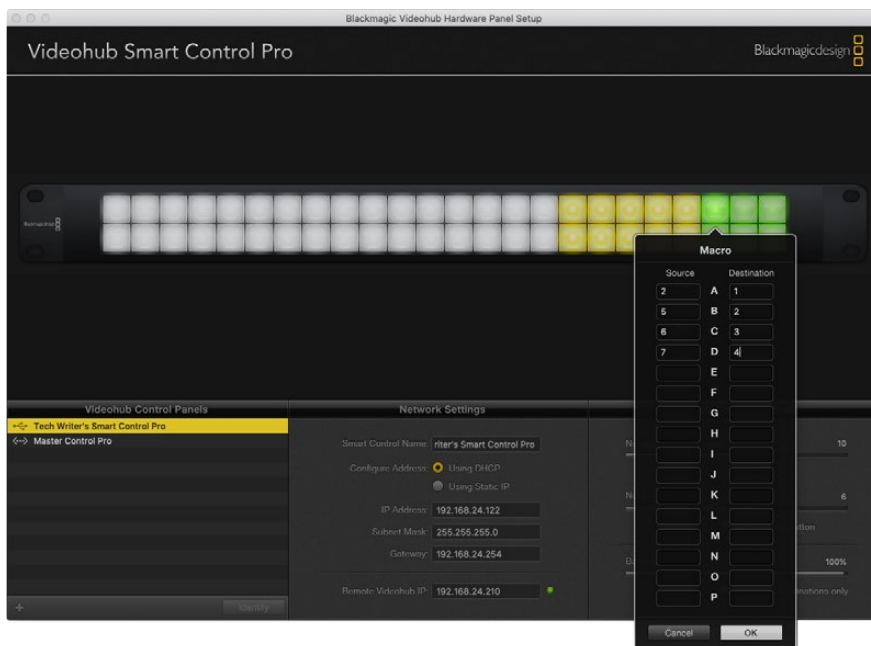 Blackmagic Videohub Hardware Panel Setup
Videohub Smart Control Pro
Blackmagicdesign
Macro
Source Destination
2 A 1
5 B 2
6 C 3
7 D 4
E
F
G
H
I
J
K
L
M
N
O
P
Cancel OK
Videohub Control Panels
Tech Writer's Smart Control Pro
Master Control Pro
Identify
Network Settings
Smart Control Name: riter's Smart Control Pro
Configure Address: Using DHCP
Using Static IP
IP Address: 192.168.24.122
Subnet Mask: 255.255.255.0
Gateway: 192.168.24.254
Remote Videohub IP: 192.168.24.210
10
6
100%